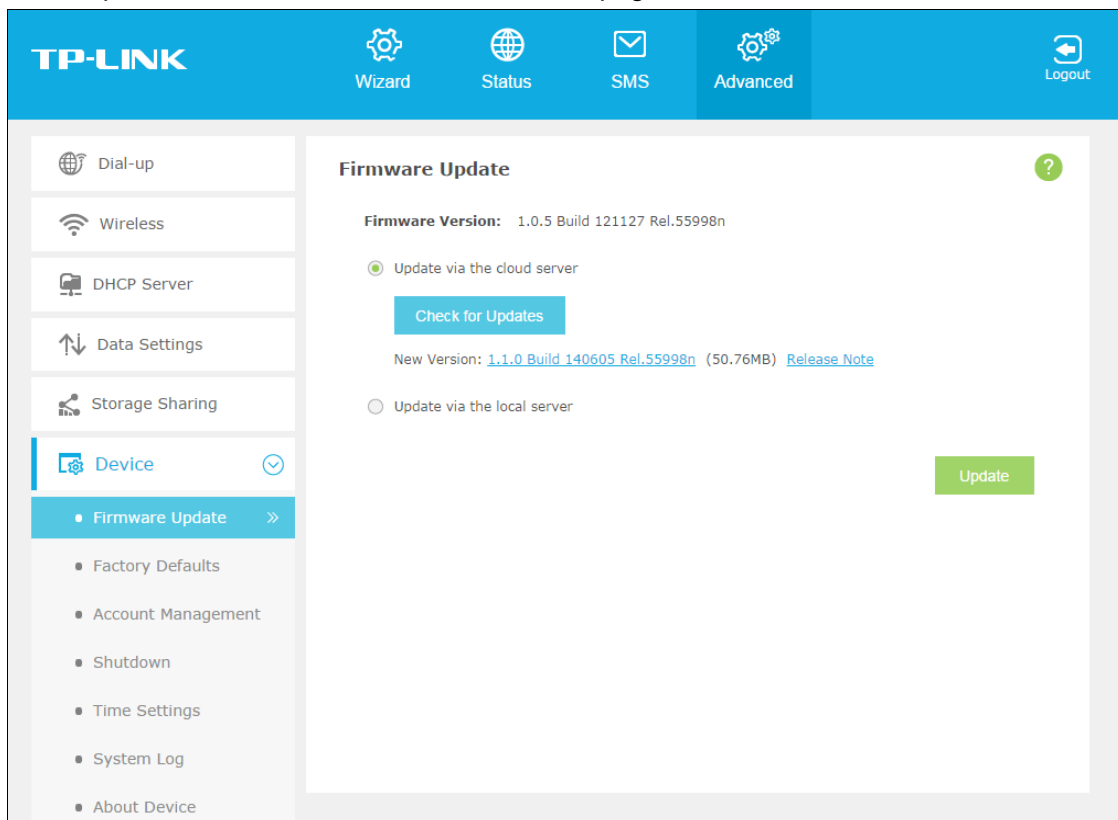 TP-LINK
Wizard
Status
SMS
Advanced
Logout
Dial-up
Wireless
DHCP Server
Data Settings
Storage Sharing
Device
Firmware Update
Factory Defaults
Account Management
Shutdown
Time Settings
System Log
About Device
Firmware Update
?
Firmware Version: 1.0.5 Build 121127 Rel.55998n
Update via the cloud server
Check for Updates
New Version: 1.1.0 Build 140605 Rel.55998n (50.76MB) Release Note
Update via the local server
Update